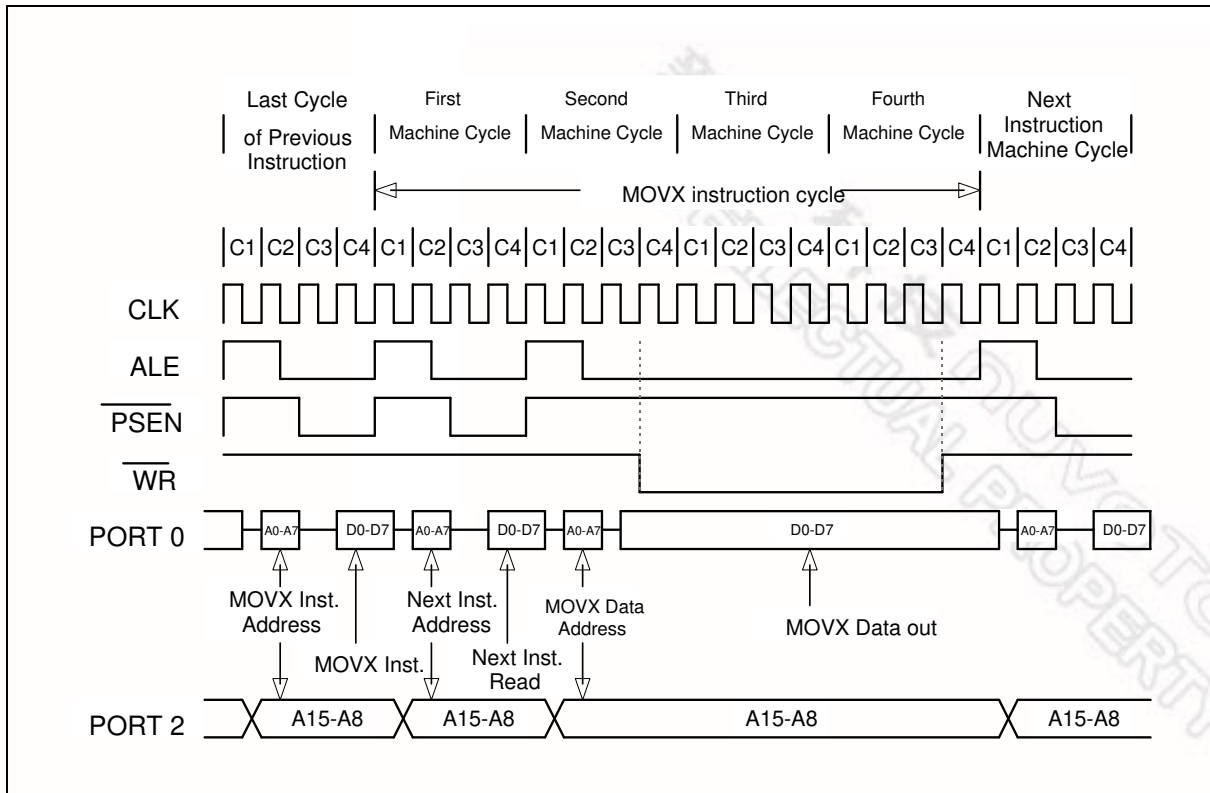 Last Cycle
of Previous
Instruction
First
Machine Cycle
Second
Machine Cycle
Third
Machine Cycle
Fourth
Machine Cycle
Next
Instruction
Machine Cycle
MOVX instruction cycle
C1 C2 C3 C4 C1 C2 C3 C4 C1 C2 C3 C4 C1 C2 C3 C4 C1 C2 C3 C4 C1 C2 C3 C4
CLK
ALE
PSEN
WR
PORT 0
A0-A7 D0-D7 A0-A7 D0-D7 A0-A7 D0-D7 A0-A7 D0-D7
MOVX Inst.
Address
MOVX Inst.
Next Inst.
Address
Next Inst.
Read
MOVX Data
Address
MOVX Data out
PORT 2
A15-A8 A15-A8 A15-A8 A15-A8